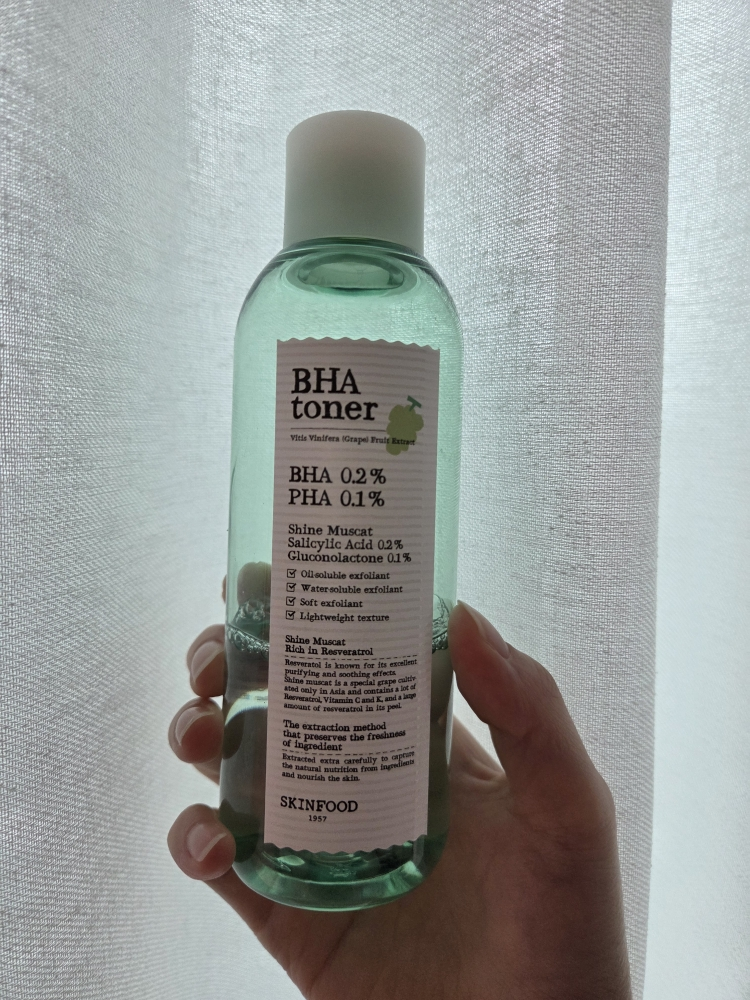 BHA
toner
Vitis Vinifera (Grape) Fruit Extract
BHA 0.2%
PHA 0.1%
Shine Muscat
Salicylic Acid 0.2%
Gluconolactone 0.1%
Oil-soluble exfoliant
Water-soluble exfoliant
Soft exfoliant
Lightweight texture
Shine Muscat
Rich in Resveratrol
Resveratol is known for its excellent
purifying and soothing effects.
Shine muscat is a special grape cultiv-
ated only in Asia and contains a lot of
Resveratrol, Vitamin C and K, and a large
amount of resveratrol in its peel.
The extraction method
that preserves the freshness
of ingredient
Extracted extra carefully to capture
the natural nutrition from ingredients
and nourish the skin.
SKINFOOD
1957